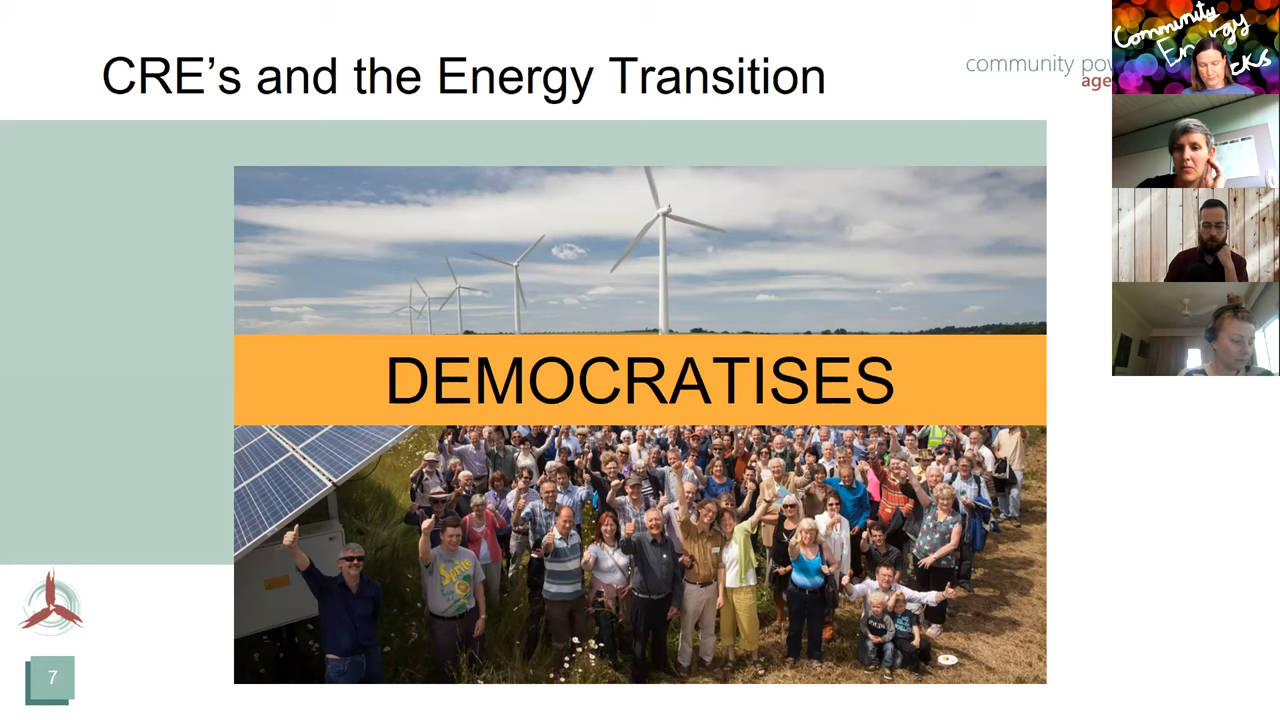 CRE's and the Energy Transition
community pow
age
Community
Energy
DEMOCRATISES
Sprite
7